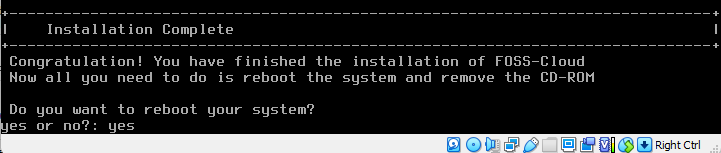 +------------------------------------------------------------------------------+
|     Installation Complete                                                    |
+------------------------------------------------------------------------------+
Congratulation! You have finished the installation of FOSS-Cloud
Now all you need to do is reboot the system and remove the CD-ROM
Do you want to reboot your system?
yes or no?: yes
Right Ctrl